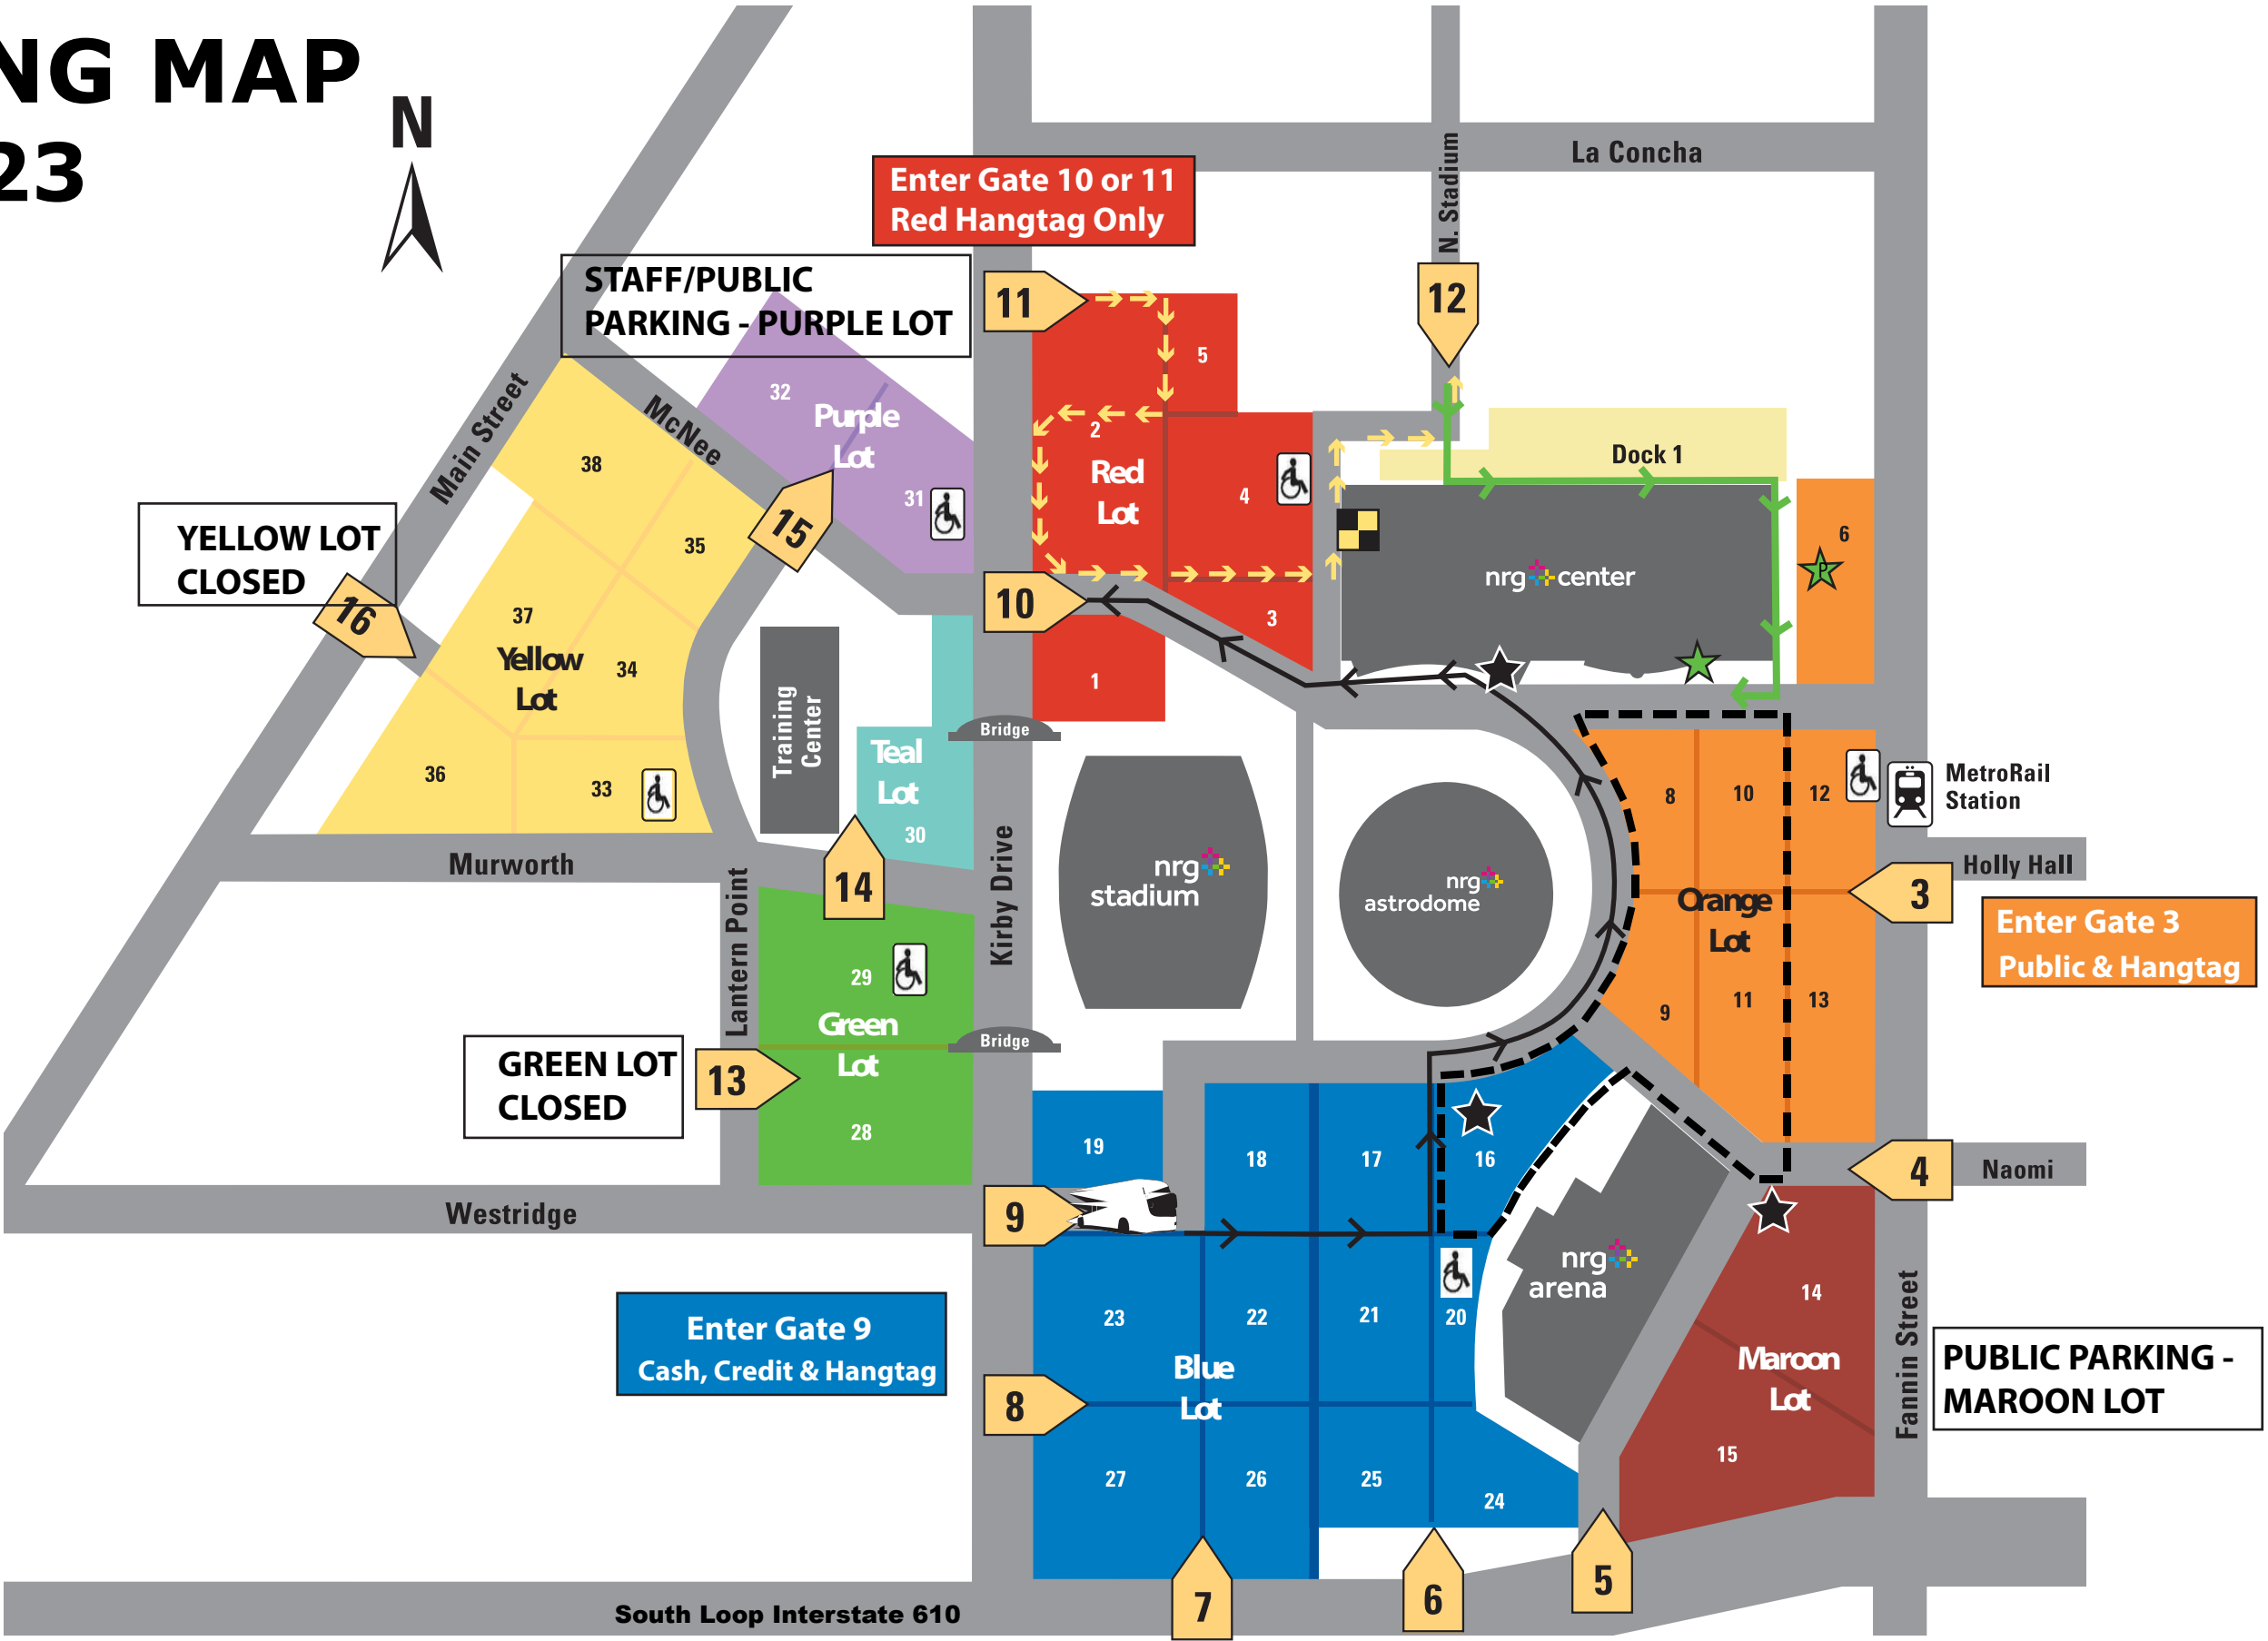 NG MAP
23
N
La Concha
N. Stadium
Enter Gate 10 or 11
Red Hangtag Only
STAFF/PUBLIC
PARKING - PURPLE LOT
11
12
5
32
Purple
Lot
McNee
Main Street
2
Red
Lot
4
Dock 1
38
31
15
35
6
P
YELLOW LOT
CLOSED
16
nrg center
10
3
37
Yellow
Lot
34
1
Training
Center
Bridge
Teal
Lot
30
36
33
8
10
12
MetroRail
Station
Murworth
Holly Hall
nrg
stadium
nrg
astrodome
14
3
Kirby Drive
Lantern Point
Orange
Lot
Enter Gate 3
Public & Hangtag
29
9
11
13
Green
Lot
Bridge
GREEN LOT
CLOSED
13
28
19
18
17
16
4
Naomi
Westridge
9
nrg
arena
14
23
22
21
20
Enter Gate 9
Cash, Credit & Hangtag
Blue
Lot
8
Maroon
Lot
Fannin Street
PUBLIC PARKING -
MAROON LOT
15
27
26
25
24
7
6
5
South Loop Interstate 610